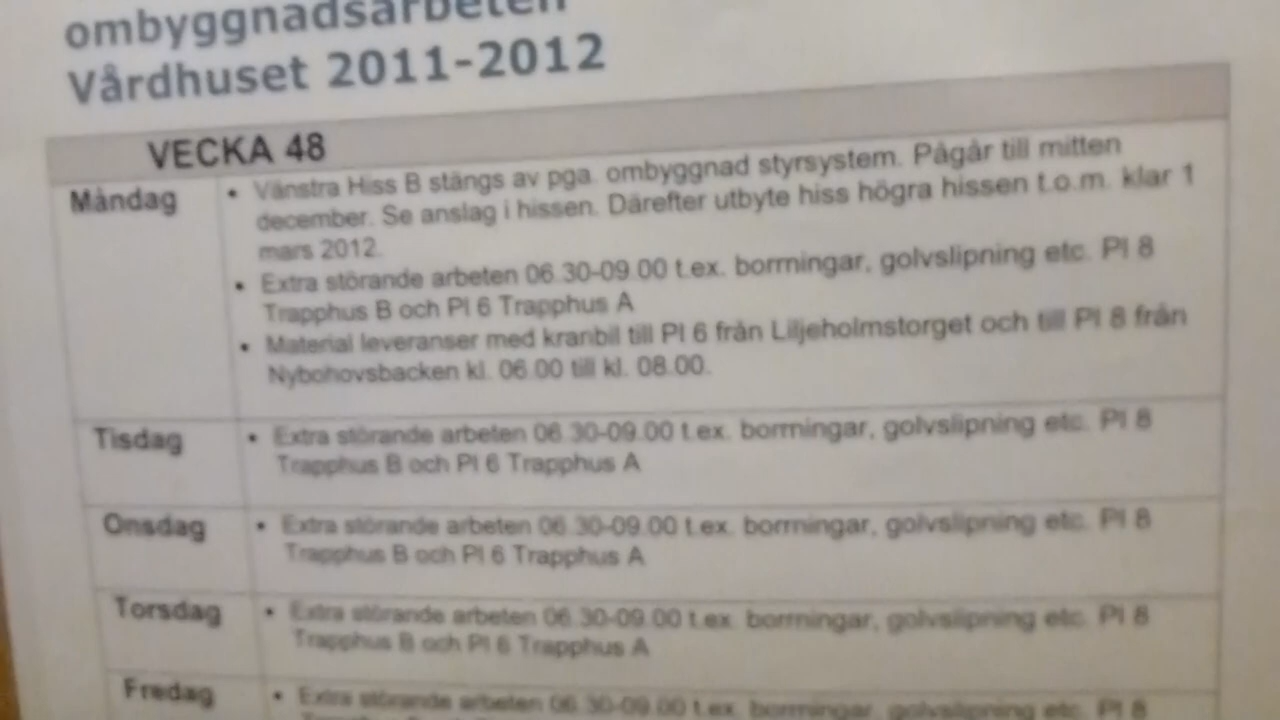 ombyggnadsarbeten
Vårdhuset 2011-2012
VECKA 48
Måndag
• Vänstra Hiss B stängs av pga. ombyggnad styrsystem. Pågår till mitten
december. Se anslag i hissen. Därefter utbyte hiss högra hissen t.o.m. klar 1
mars 2012.
• Extra störande arbeten 06.30-09.00 t.ex. borrningar, golvslipning etc. Pl 8
Trapphus B och Pl 6 Trapphus A
• Material leveranser med kranbil till Pl 6 från Liljeholmstorget och till Pl 8 från
Nybohovsbacken kl. 06.00 till kl. 08.00.
Tisdag
• Extra störande arbeten 06.30-09.00 t.ex. borrningar, golvslipning etc. Pl 8
Trapphus B och Pl 6 Trapphus A
Onsdag
• Extra störande arbeten 06.30-09.00 t.ex. borrningar, golvslipning etc. Pl 8
Trapphus B och Pl 6 Trapphus A
Torsdag
• Extra störande arbeten 06.30-09.00 t.ex. borrningar, golvslipning etc. Pl 8
Trapphus B och Pl 6 Trapphus A
Fredag
• Extra störande arbeten 06.30-09.00 t.ex. borrningar, golvslipning etc. Pl 8